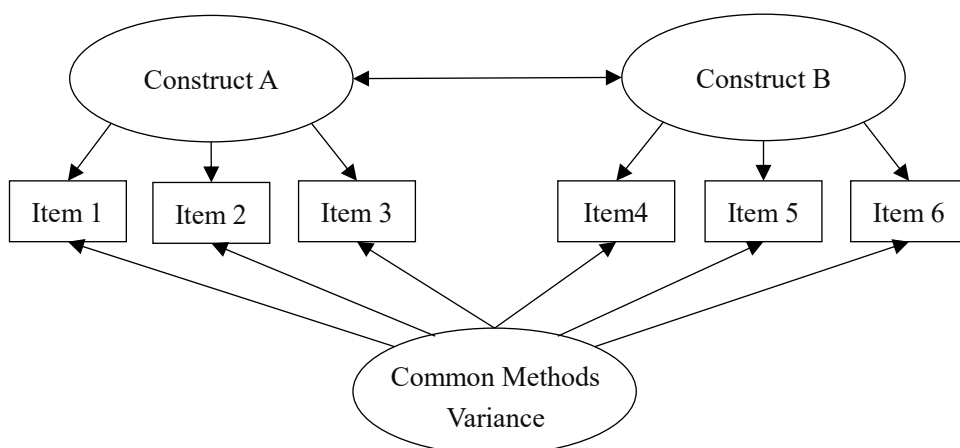 Construct A
Construct B
Item 1
Item 2
Item 3
Item4
Item 5
Item 6
Common Methods
Variance